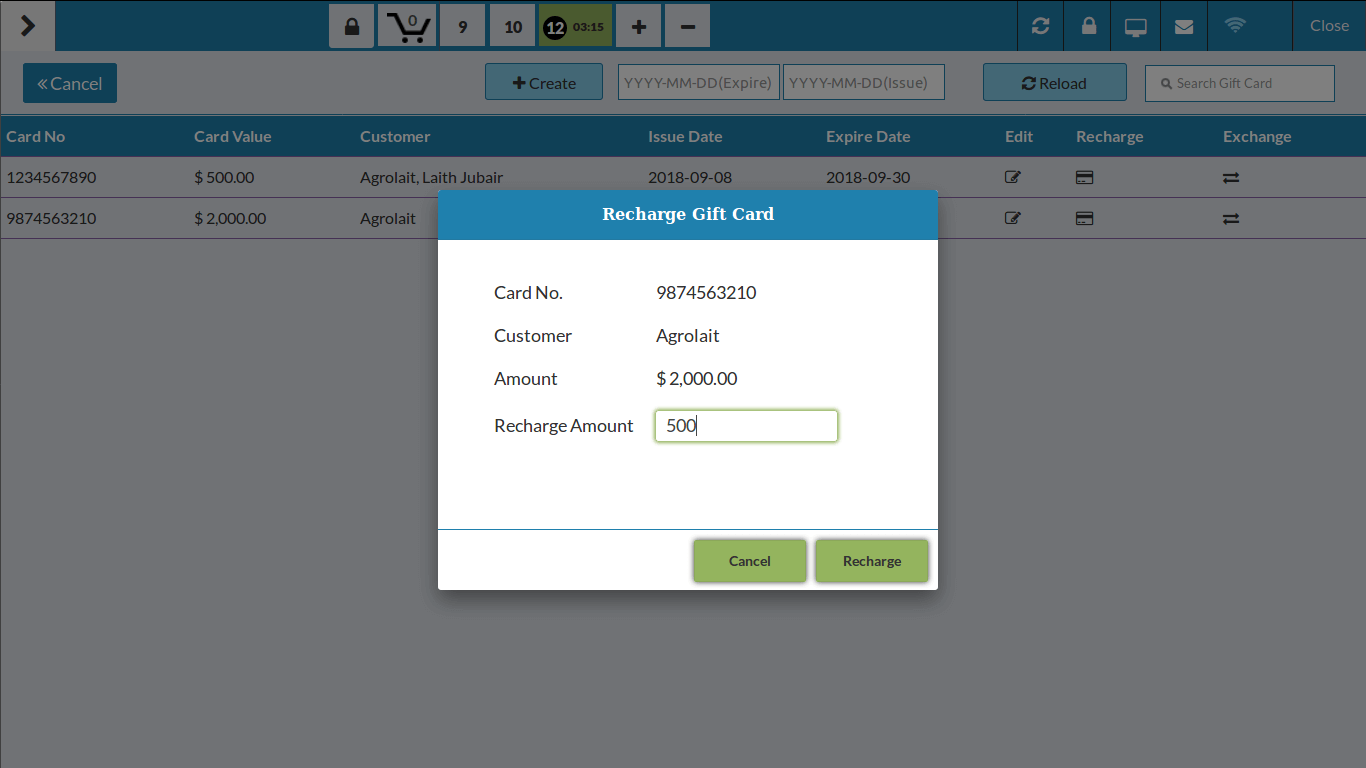 0 9 10 12 03:15 + − Close
Cancel Create YYYY-MM-DD(Expire) YYYY-MM-DD(Issue) Reload Search Gift Card
Card No Card Value Customer Issue Date Expire Date Edit Recharge Exchange
1234567890 $ 500.00 Agrolait, Laith Jubair 2018-09-08 2018-09-30
9874563210 $ 2,000.00 Agrolait
Recharge Gift Card
Card No. 9874563210
Customer Agrolait
Amount $ 2,000.00
Recharge Amount 500
Cancel Recharge